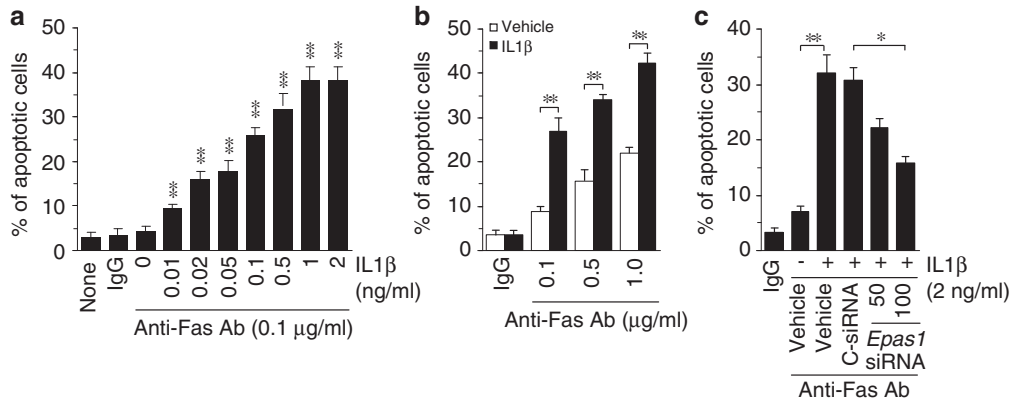 a
50
40
30
20
10
0
% of apoptotic cells
** ** ** ** ** ** **
None IgG 0 0.01 0.02 0.05 0.1 0.5 1 2
IL1β
(ng/ml)
Anti-Fas Ab (0.1 μg/ml)
b
50
40
30
20
10
0
% of apoptotic cells
Vehicle
IL1β
** ** **
IgG 0.1 0.5 1.0
Anti-Fas Ab (μg/ml)
c
40
30
20
10
0
% of apoptotic cells
** *
IgG - + + + + IL1β
(2 ng/ml)
Vehicle Vehicle C-siRNA 50 100
Epas1
siRNA
Anti-Fas Ab